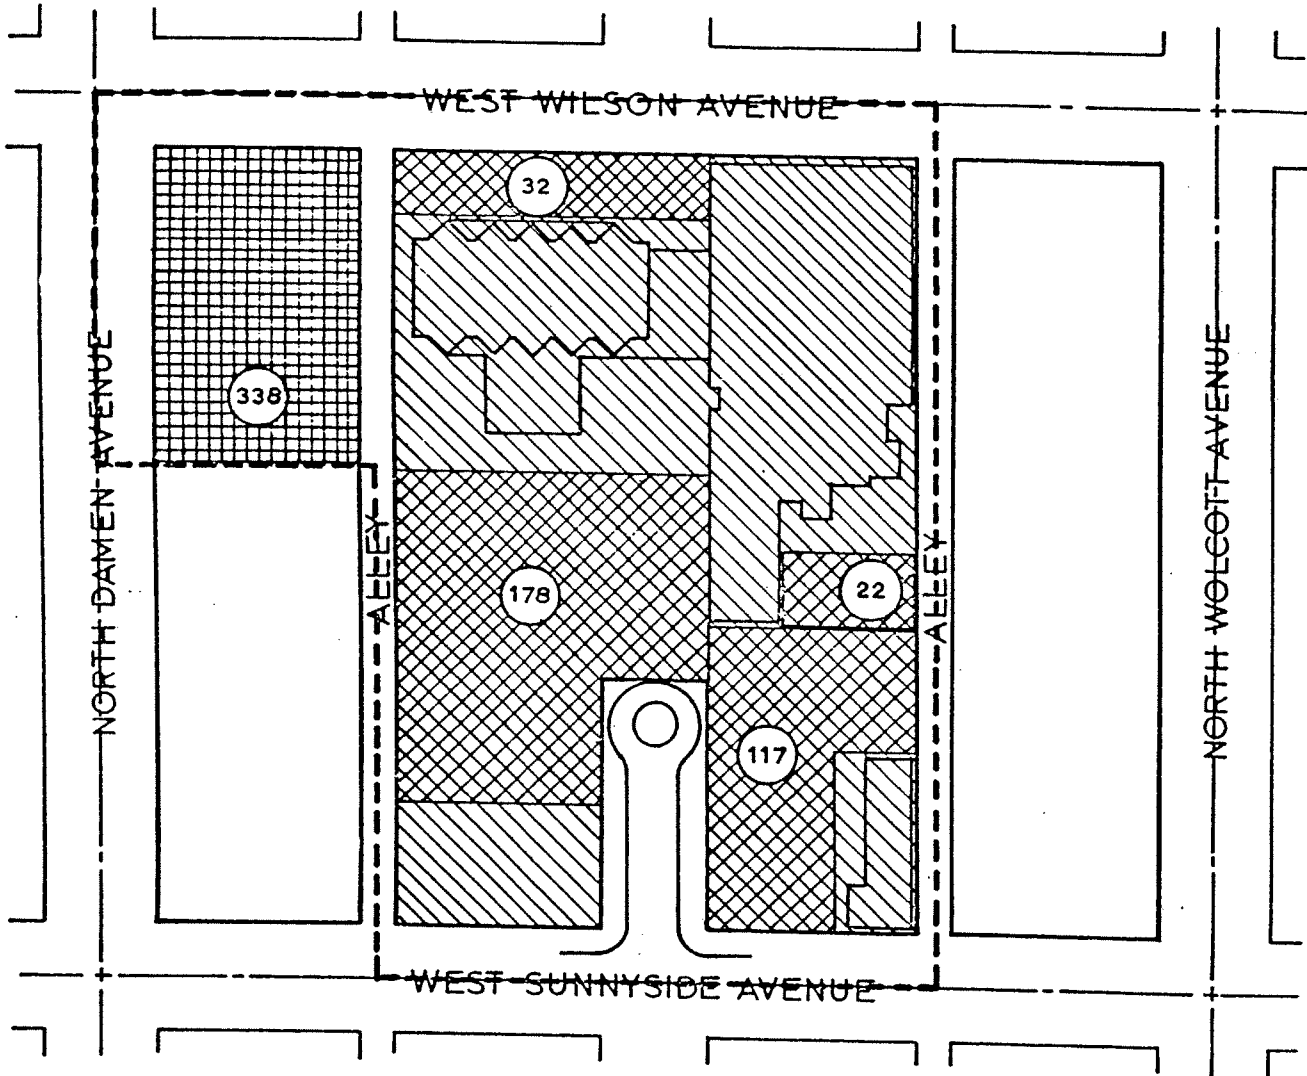 WEST WILSON AVENUE
32
338
NORTH DAMEN AVENUE
ALLEY
178
22
ALLEY
NORTH WOLCOTT AVENUE
117
WEST SUNNYSIDE AVENUE